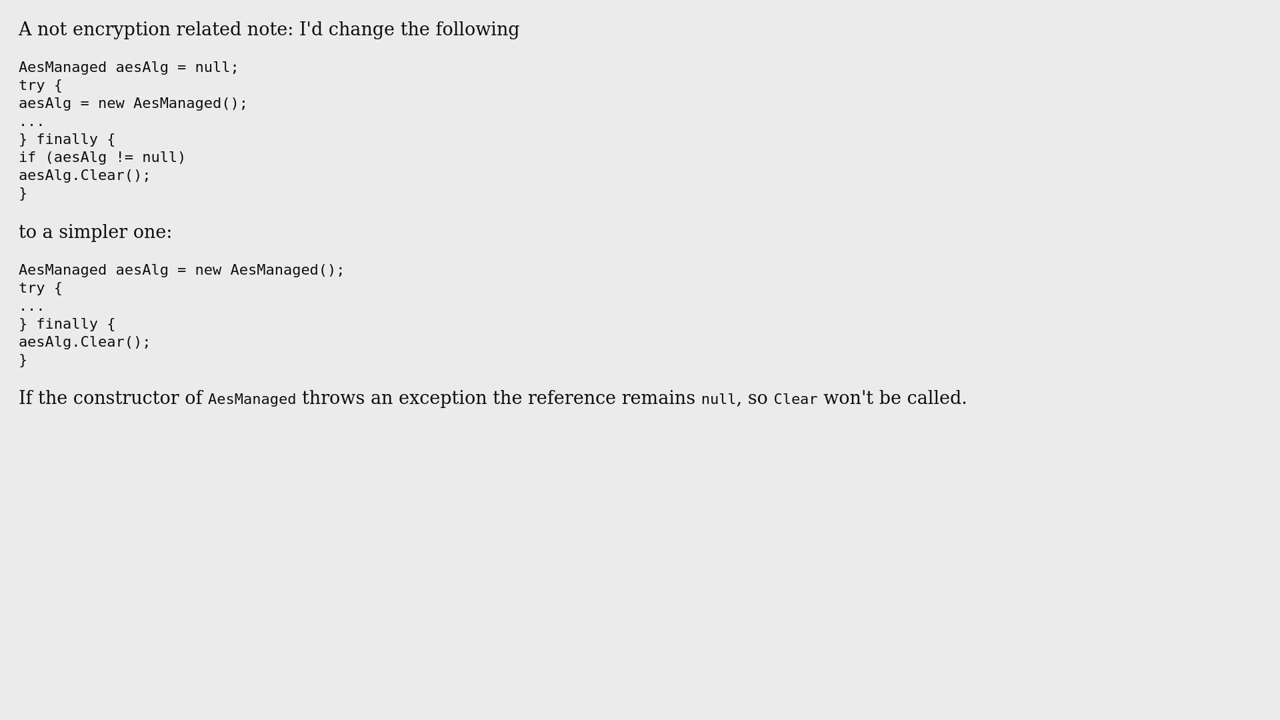 A not encryption related note: I'd change the following
AesManaged aesAlg = null;
try {
aesAlg = new AesManaged();
...
} finally {
if (aesAlg != null)
aesAlg.Clear();
}
to a simpler one:
AesManaged aesAlg = new AesManaged();
try {
...
} finally {
aesAlg.Clear();
}
If the constructor of AesManaged throws an exception the reference remains null, so Clear won't be called.